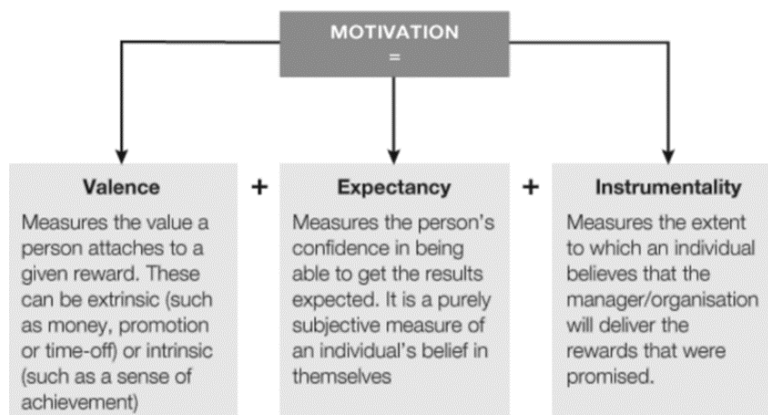 MOTIVATION
=
Valence
Measures the value a
person attaches to a
given reward. These
can be extrinsic (such
as money, promotion
or time-off) or intrinsic
(such as a sense of
achievement)
+
Expectancy
Measures the person's
confidence in being
able to get the results
expected. It is a purely
subjective measure of
an individual's belief in
themselves
+
Instrumentality
Measures the extent
to which an individual
believes that the
manager/organisation
will deliver the
rewards that were
promised.